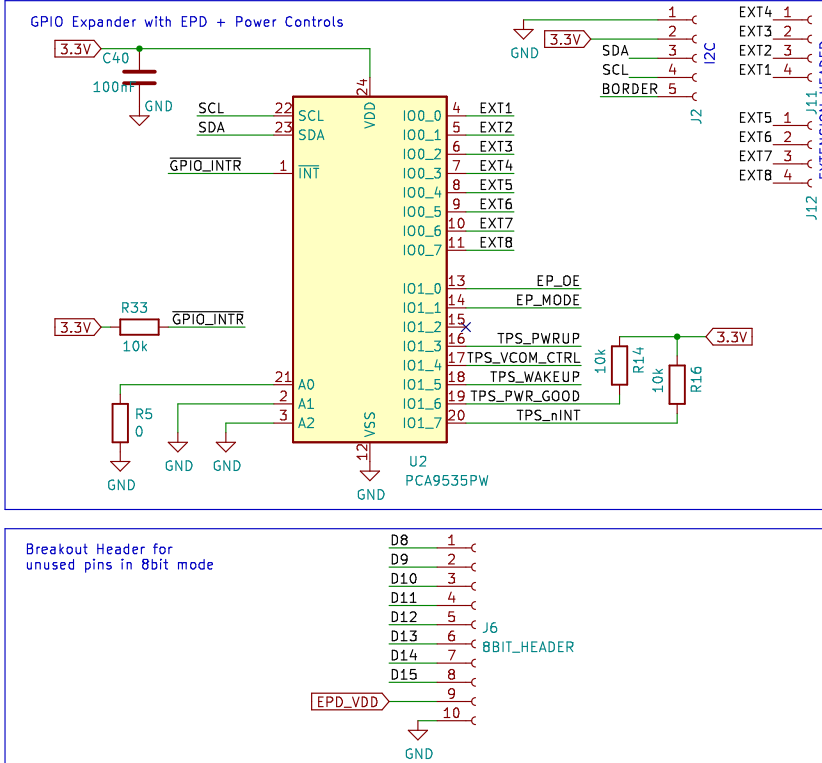 GPIO Expander with EPD + Power Controls
3.3V
C40
100nF
GND
24
VDD
SCL 22 SCL
SDA 23 SDA
GPIO_INTR 1 INT
IO0_0 4 EXT1
IO0_1 5 EXT2
IO0_2 6 EXT3
IO0_3 7 EXT4
IO0_4 8 EXT5
IO0_5 9 EXT6
IO0_6 10 EXT7
IO0_7 11 EXT8
IO1_0 13 EP_OE
IO1_1 14 EP_MODE
IO1_2 15
IO1_3 16 TPS_PWRUP
IO1_4 17 TPS_VCOM_CTRL
IO1_5 18 TPS_WAKEUP
IO1_6 19 TPS_PWR_GOOD
IO1_7 20 TPS_nINT
R33
3.3V GPIO_INTR
10k
21 A0
2 A1
3 A2
R5
0
GND
GND
GND
VSS
12
GND
U2
PCA9535PW
10k
R14
10k
R16
3.3V
GND
1
3.3V 2
SDA 3
SCL 4
BORDER 5
I2C
J2
EXT4 1
EXT3 2
EXT2 3
EXT1 4
J11
EXTENSION_HEADER
EXT5 1
EXT6 2
EXT7 3
EXT8 4
J12
Breakout Header for
unused pins in 8bit mode
D8 1
D9 2
D10 3
D11 4
D12 5
D13 6
D14 7
D15 8
EPD_VDD 9
10
GND
J6
8BIT_HEADER